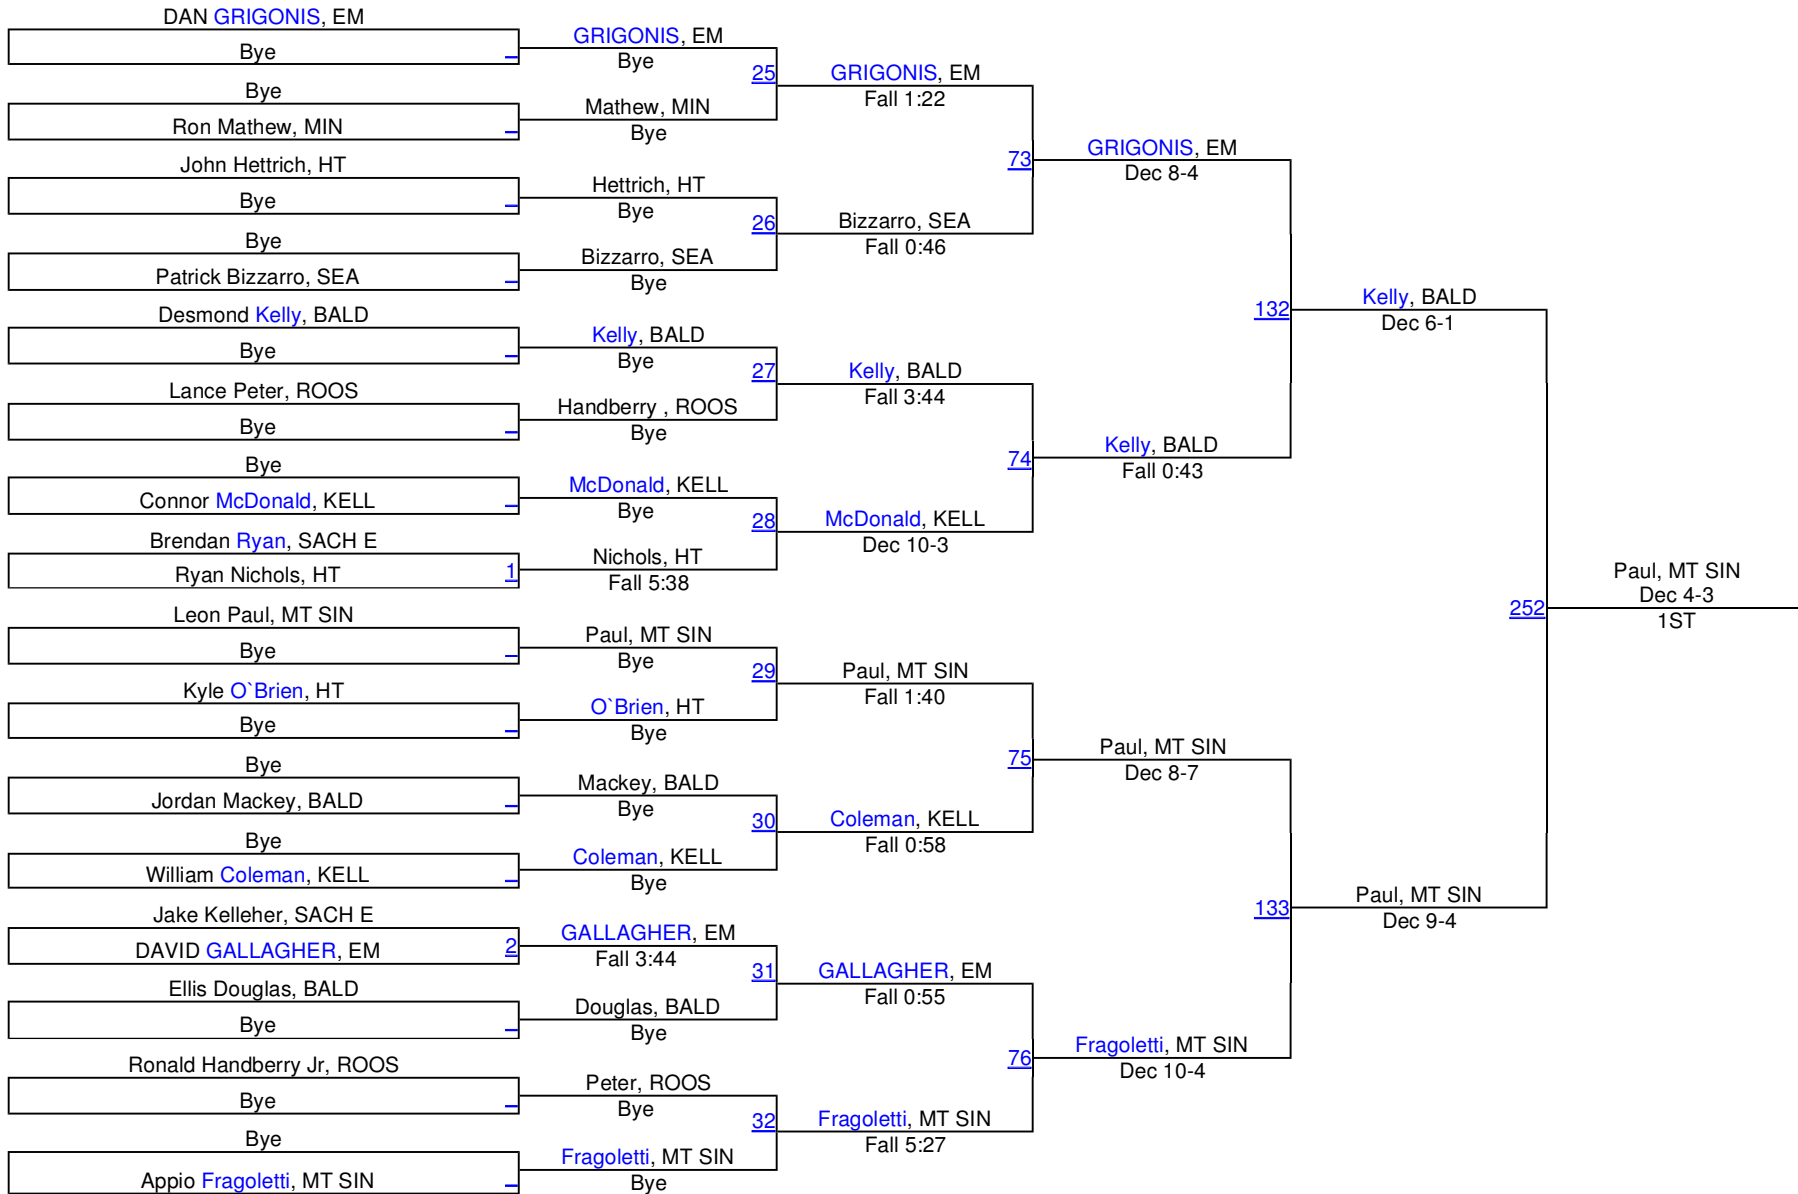 DAN GRIGONIS, EM
Bye
Bye
Ron Mathew, MIN
John Hettrich, HT
Bye
Bye
Patrick Bizzarro, SEA
Desmond Kelly, BALD
Bye
Lance Peter, ROOS
Bye
Bye
Connor McDonald, KELL
Brendan Ryan, SACH E
Ryan Nichols, HT 1
Leon Paul, MT SIN
Bye
Kyle O`Brien, HT
Bye
Bye
Jordan Mackey, BALD
Bye
William Coleman, KELL
Jake Kelleher, SACH E
DAVID GALLAGHER, EM 2
Ellis Douglas, BALD
Bye
Ronald Handberry Jr, ROOS
Bye
Bye
Appio Fragoletti, MT SIN
GRIGONIS, EM
Bye
25
Mathew, MIN
Bye
Hettrich, HT
Bye
26
Bizzarro, SEA
Bye
Kelly, BALD
Bye
27
Handberry , ROOS
Bye
McDonald, KELL
Bye
28
Nichols, HT
Fall 5:38
Paul, MT SIN
Bye
29
O`Brien, HT
Bye
Mackey, BALD
Bye
30
Coleman, KELL
Bye
GALLAGHER, EM
Fall 3:44
31
Douglas, BALD
Bye
Peter, ROOS
Bye
32
Fragoletti, MT SIN
Bye
GRIGONIS, EM
Fall 1:22
73
Bizzarro, SEA
Fall 0:46
Kelly, BALD
Fall 3:44
74
McDonald, KELL
Dec 10-3
Paul, MT SIN
Fall 1:40
75
Coleman, KELL
Fall 0:58
GALLAGHER, EM
Fall 0:55
76
Fragoletti, MT SIN
Fall 5:27
GRIGONIS, EM
Dec 8-4
132
Kelly, BALD
Fall 0:43
Paul, MT SIN
Dec 8-7
133
Fragoletti, MT SIN
Dec 10-4
Kelly, BALD
Dec 6-1
252
Paul, MT SIN
Dec 9-4
Paul, MT SIN
Dec 4-3
1ST